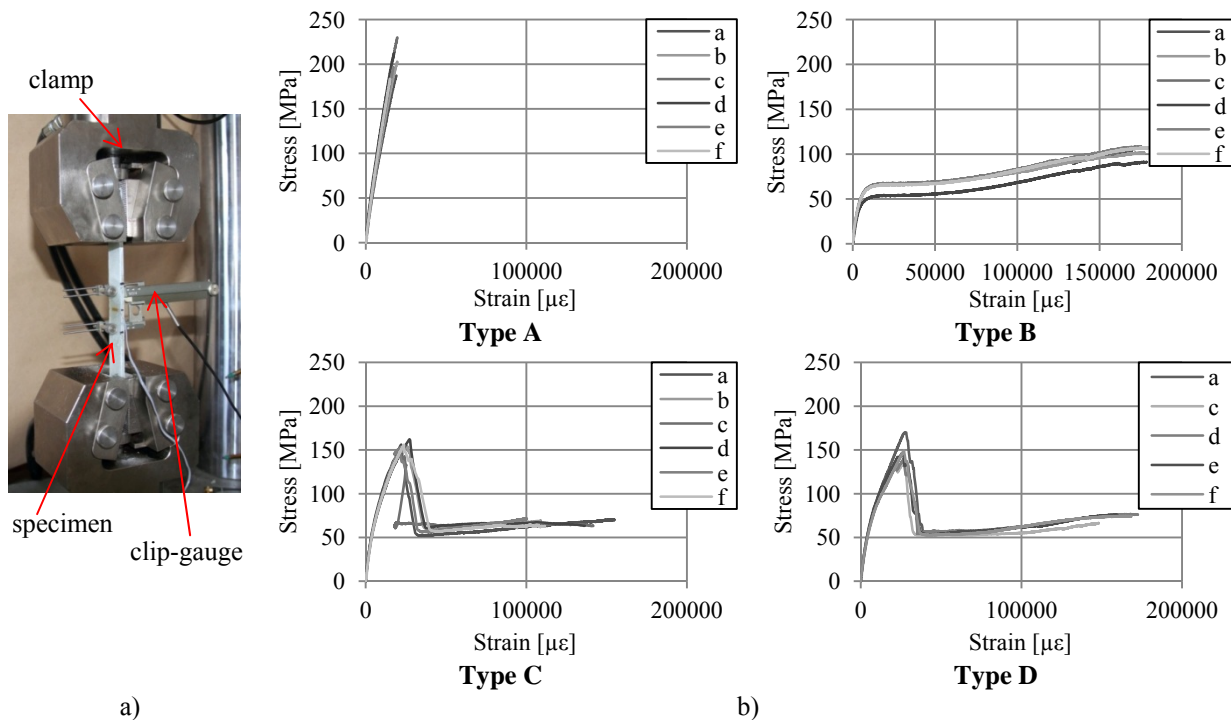 clamp
specimen
clip-gauge
a)
Stress [MPa]
250
200
150
100
50
0
0
100000
200000
Strain [µε]
a
b
c
d
e
f
Type A
Stress [MPa]
250
200
150
100
50
0
0
50000
100000
150000
200000
Strain [µε]
a
b
c
d
e
f
Type B
Stress [MPa]
250
200
150
100
50
0
0
100000
200000
Strain [µε]
a
b
c
d
e
f
Type C
Stress [MPa]
250
200
150
100
50
0
0
100000
200000
Strain [µε]
a
c
d
e
f
Type D
b)